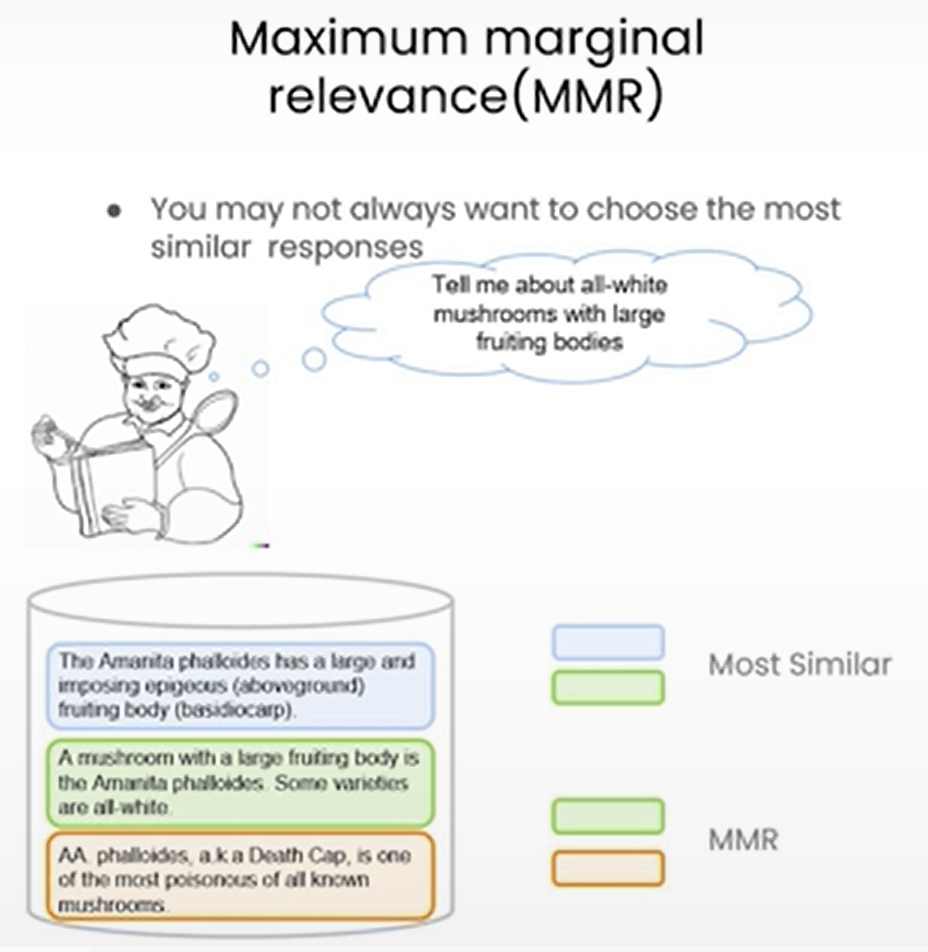 Maximum marginal
relevance(MMR)
● You may not always want to choose the most
similar responses
Tell me about all-white
mushrooms with large
fruiting bodies
The Amanita phalloides has a large and
imposing epigeous (aboveground)
fruiting body (basidiocarp).
A mushroom with a large fruiting body is
the Amanita phalloides. Some varieties
are all-white.
AA. phalloides, a.k.a Death Cap, is one
of the most poisonous of all known
mushrooms.
Most Similar
MMR